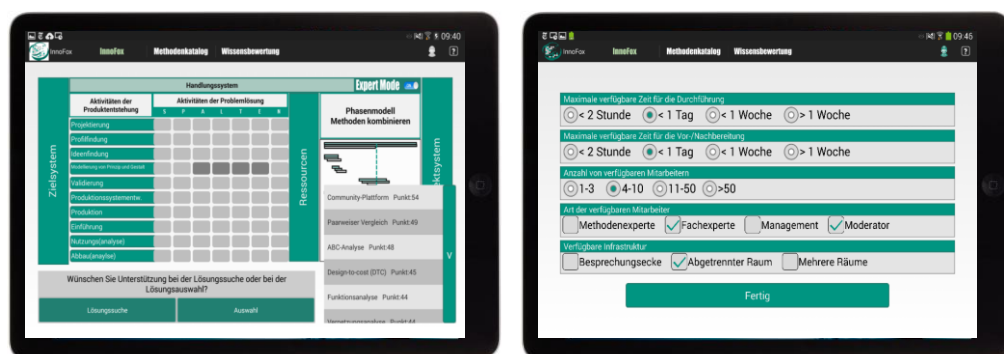 09:40
InnoFox
InnoFox Methodenkatalog Wissensbewertung
?
Handlungssystem
Expert Mode
Aktivitäten der
Produktentstehung
Aktivitäten der Problemlösung
S P A L T E N
Projektierung
Profilfindung
Ideenfindung
Modellierung von Prinzip und Gestalt
Validierung
Produktionssystementw.
Produktion
Einführung
Nutzungs(analyse)
Abbau(anaylse)
Zielsystem
Ressourcen
Phasenmodell
Methoden kombinieren
ktsystem
Community-Plattform Punkt:54
Paarweiser Vergleich Punkt:49
ABC-Analyse Punkt:48
Design-to-cost (DTC) Punkt:45
Funktionsanalyse Punkt:44
Vernetzungsanalyse Punkt:44
V
Wünschen Sie Unterstützung bei der Lösungssuche oder bei der
Lösungsauswahl?
Lösungssuche Auswahl
09:46
InnoFox
InnoFox Methodenkatalog Wissensbewertung
?
Maximale verfügbare Zeit für die Durchführung
< 2 Stunde < 1 Tag < 1 Woche > 1 Woche
Maximale verfügbare Zeit für die Vor-/Nachbereitung
< 2 Stunde < 1 Tag < 1 Woche > 1 Woche
Anzahl von verfügbaren Mitarbeitern
1-3 4-10 11-50 >50
Art der verfügbaren Mitarbeiter
Methodenexperte Fachexperte Management Moderator
Verfügbare Infrastruktur
Besprechungsecke Abgetrennter Raum Mehrere Räume
Fertig